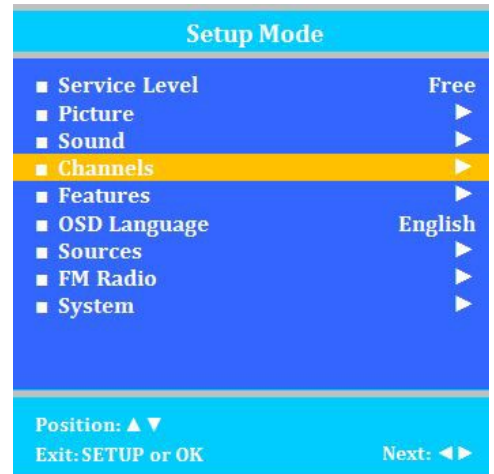 Setup Mode
■ Service Level Free
■ Picture ▶
■ Sound ▶
■ Channels ▶
■ Features ▶
■ OSD Language English
■ Sources ▶
■ FM Radio ▶
■ System ▶
Position: ▲ ▼
Exit: SETUP or OK Next: ◀ ▶